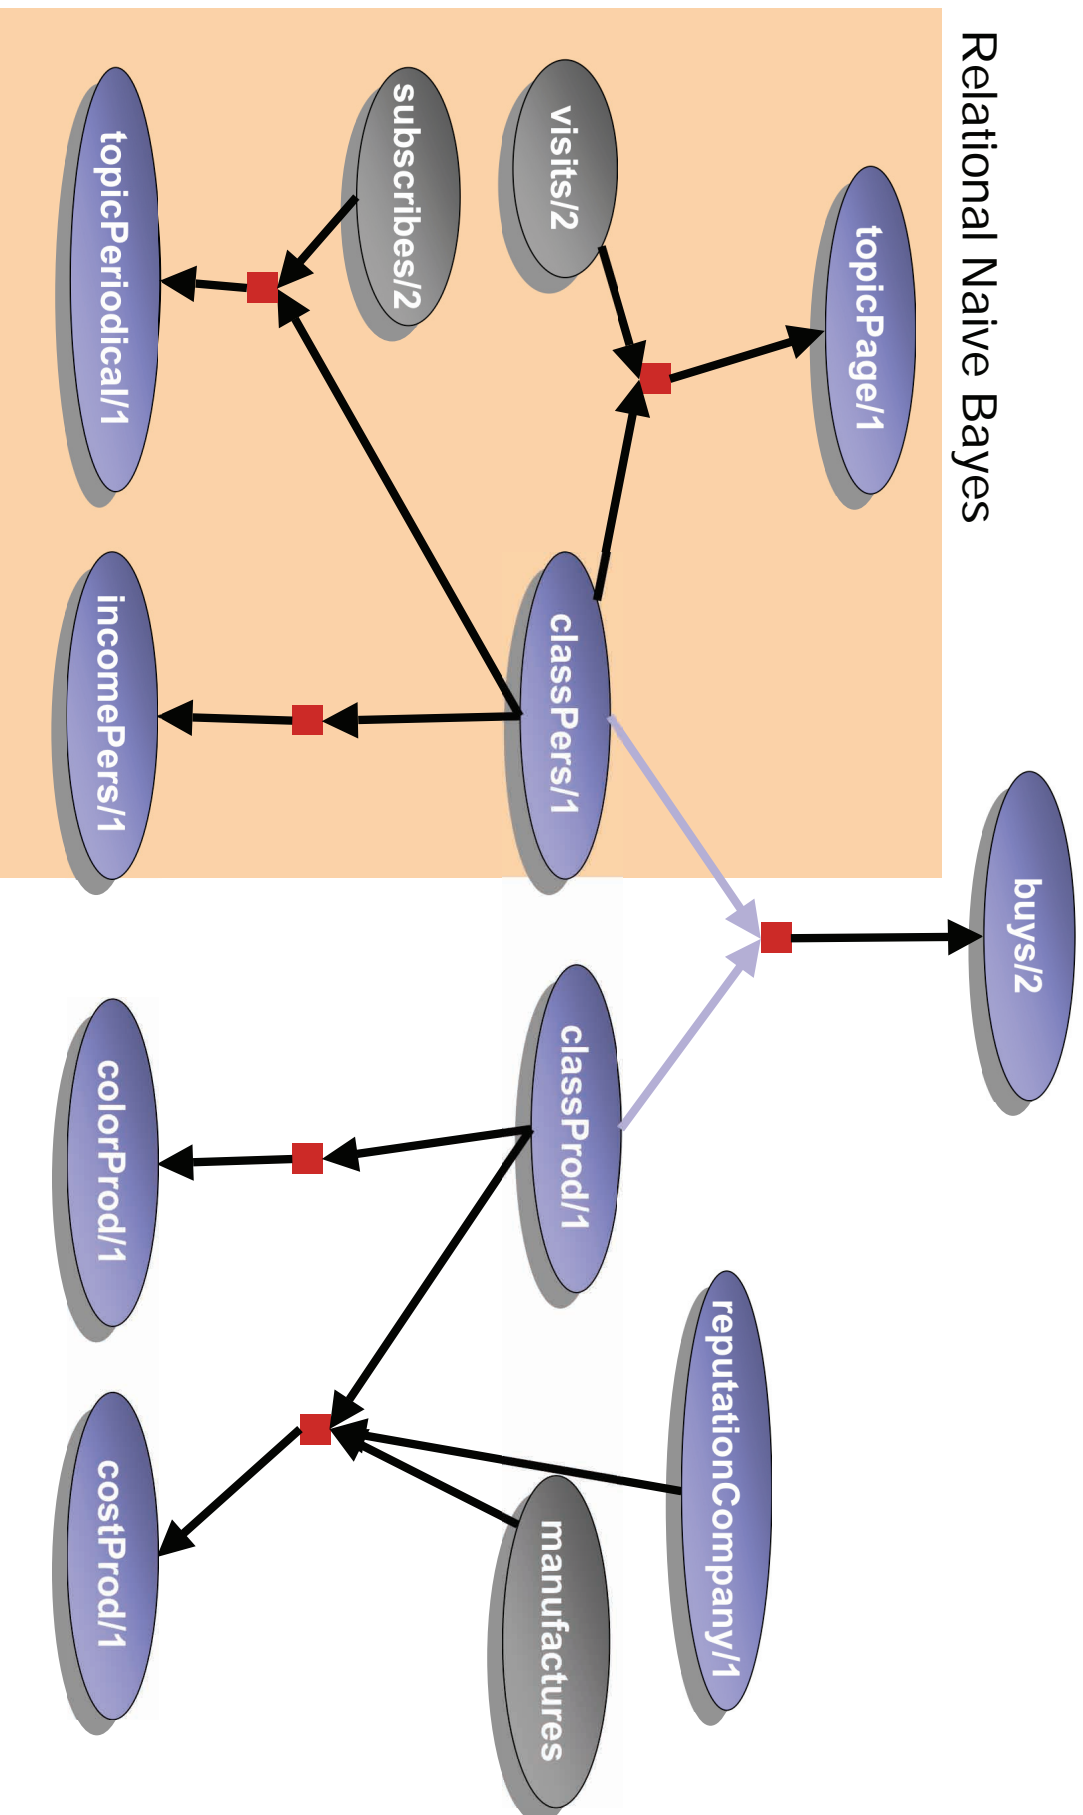 Relational Naive Bayes
buys/2
topicPage/1
reputationCompany/1
visits/2
classPers/1
classProd/1
manufactures
subscribes/2
topicPeriodical/1
incomePers/1
colorProd/1
costProd/1